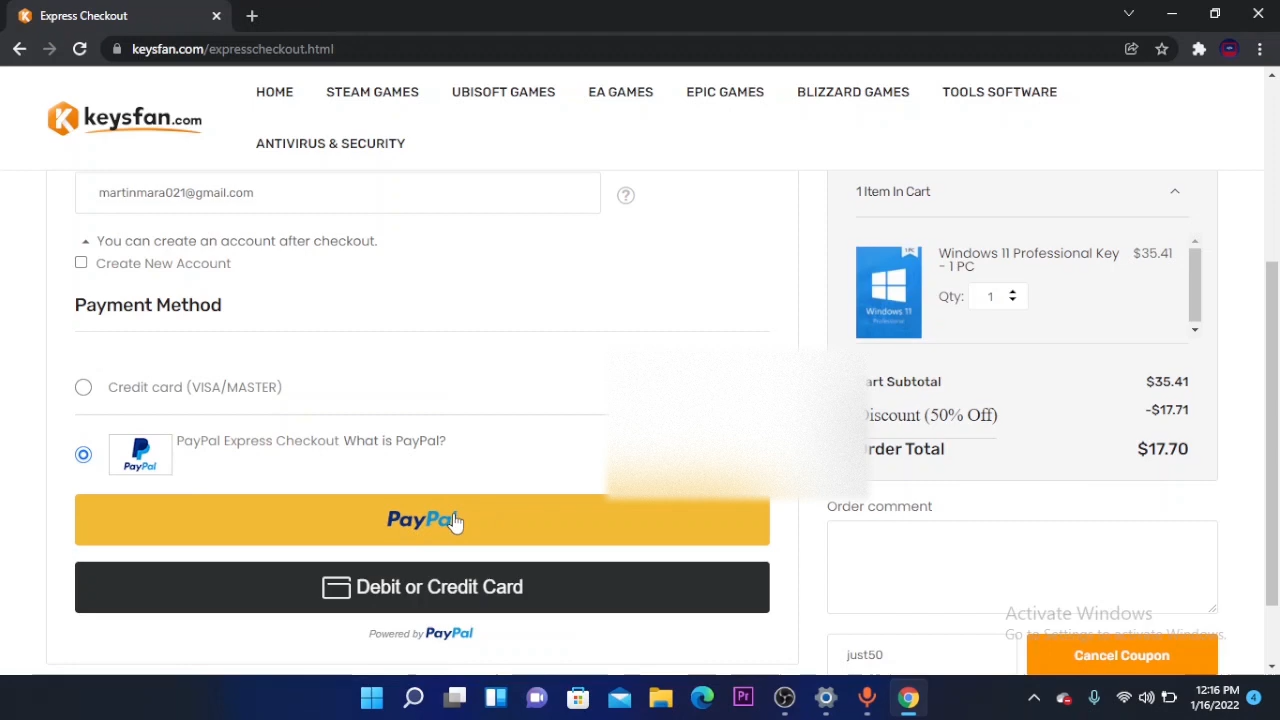 Express Checkout
keysfan.com/expresscheckout.html
HOME STEAM GAMES UBISOFT GAMES EA GAMES EPIC GAMES BLIZZARD GAMES TOOLS SOFTWARE
K keysfan.com
ANTIVIRUS & SECURITY
martinmara021@gmail.com
?
You can create an account after checkout.
Create New Account
Payment Method
Credit card (VISA/MASTER)
PayPal Express Checkout What is PayPal?
PayPal
PayPal
Debit or Credit Card
Powered by PayPal
1 Item In Cart
Windows 11 Professional Key $35.41
- 1 PC
Qty: 1
Windows 11
Professional
art Subtotal $35.41
iscount (50% Off) -$17.71
rder Total $17.70
Order comment
Activate Windows
Go to Settings to activate Windows.
just50
Cancel Coupon
Pr
12:16 PM
1/16/2022
4